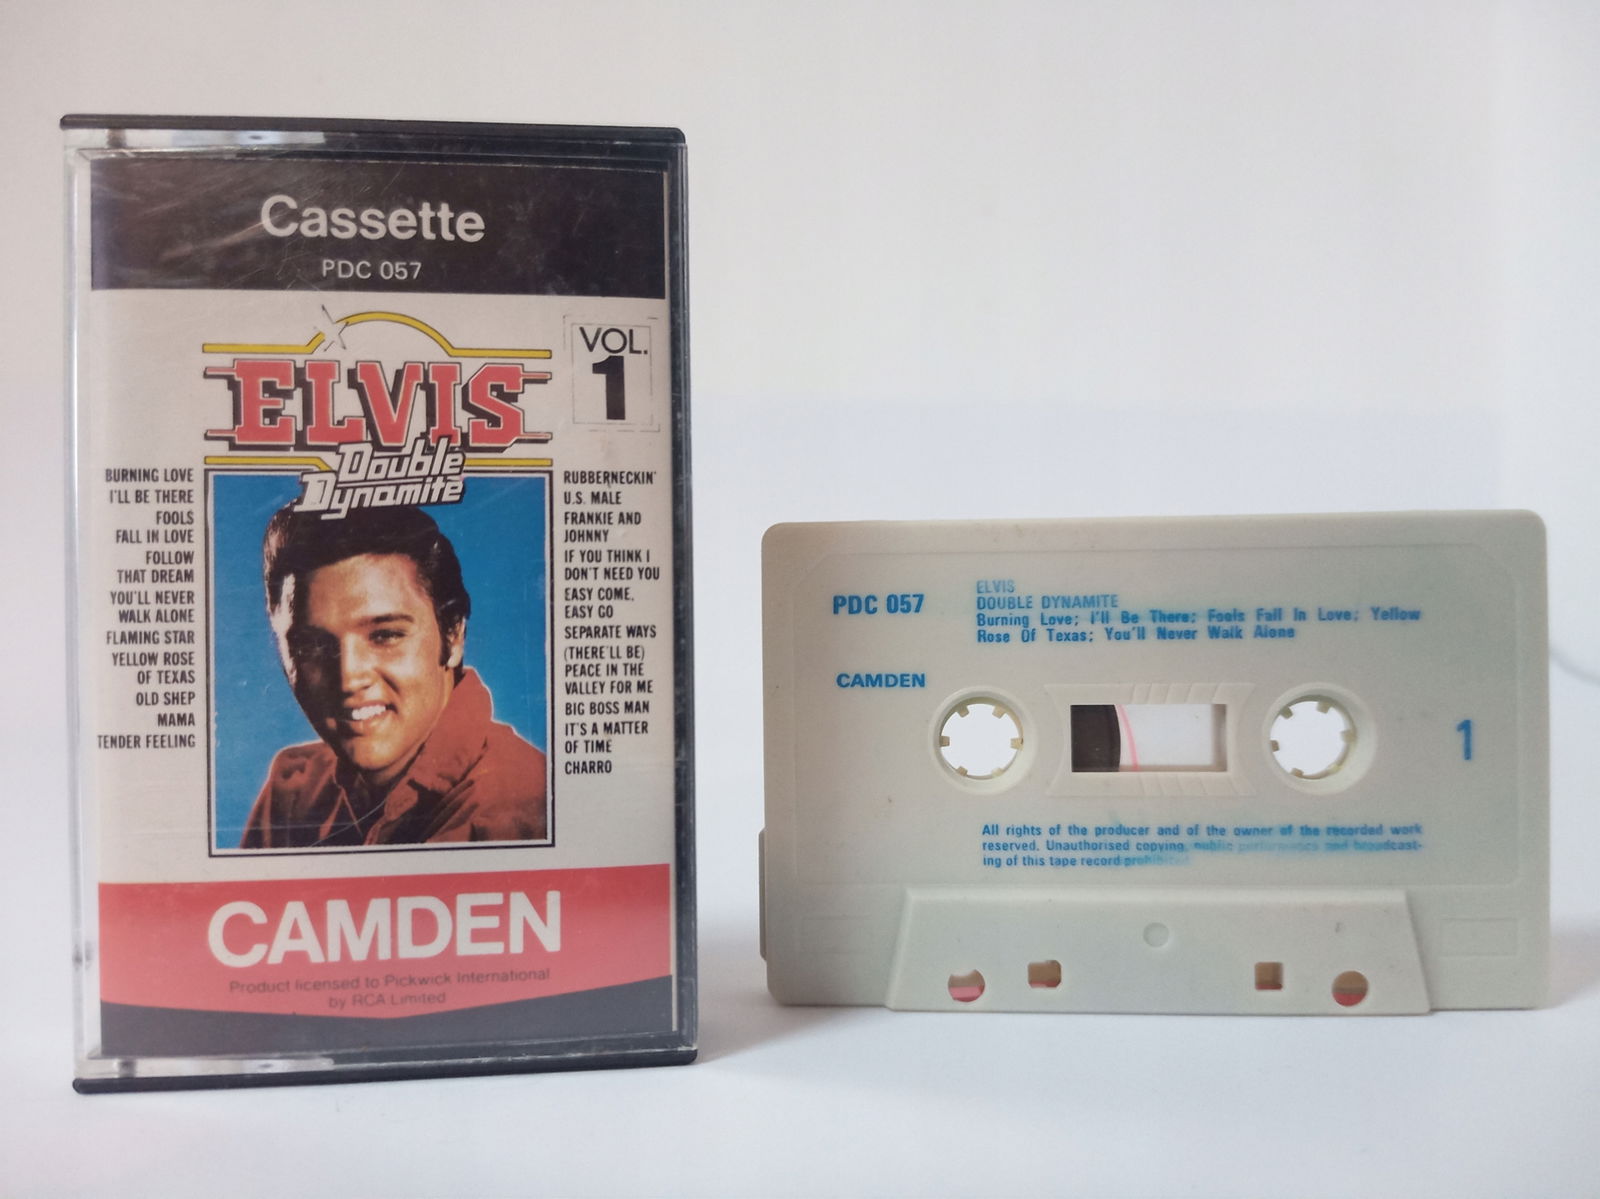 Cassette
PDC 057
VOL.
1
ELVIS
Double
Dynamite
BURNING LOVE
I'LL BE THERE
FOOLS
FALL IN LOVE
FOLLOW
THAT DREAM
YOU'LL NEVER
WALK ALONE
FLAMING STAR
YELLOW ROSE
OF TEXAS
OLD SHEP
MAMA
TENDER FEELING
RUBBERNECKIN'
U.S. MALE
FRANKIE AND
JOHNNY
IF YOU THINK I
DON'T NEED YOU
EASY COME,
EASY GO
SEPARATE WAYS
(THERE'LL BE)
PEACE IN THE
VALLEY FOR ME
BIG BOSS MAN
IT'S A MATTER
OF TIME
CHARRO
CAMDEN
Product licensed to Pickwick International
by RCA Limited
PDC 057
ELVIS
DOUBLE DYNAMITE
Burning Love; I'll Be There; Fools Fall In Love; Yellow
Rose Of Texas; You'll Never Walk Alone
CAMDEN
1
All rights of the producer and of the owner of the recorded work
reserved. Unauthorised copying, public performance and broadcast-
ing of this tape record prohibited